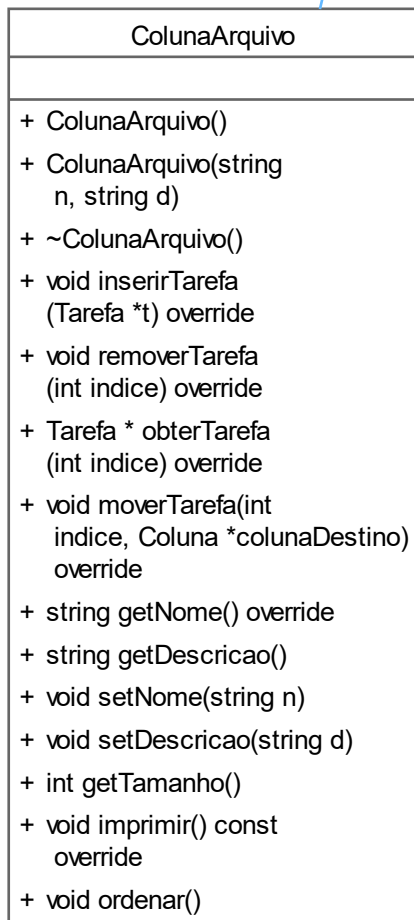 ColunaArquivo
+ ColunaArquivo()
+ ColunaArquivo(string
n, string d)
+ ~ColunaArquivo()
+ void inserirTarefa
(Tarefa *t) override
+ void removerTarefa
(int indice) override
+ Tarefa * obterTarefa
(int indice) override
+ void moverTarefa(int
indice, Coluna *colunaDestino)
override
+ string getNome() override
+ string getDescricao()
+ void setNome(string n)
+ void setDescricao(string d)
+ int getTamanho()
+ void imprimir() const
override
+ void ordenar()